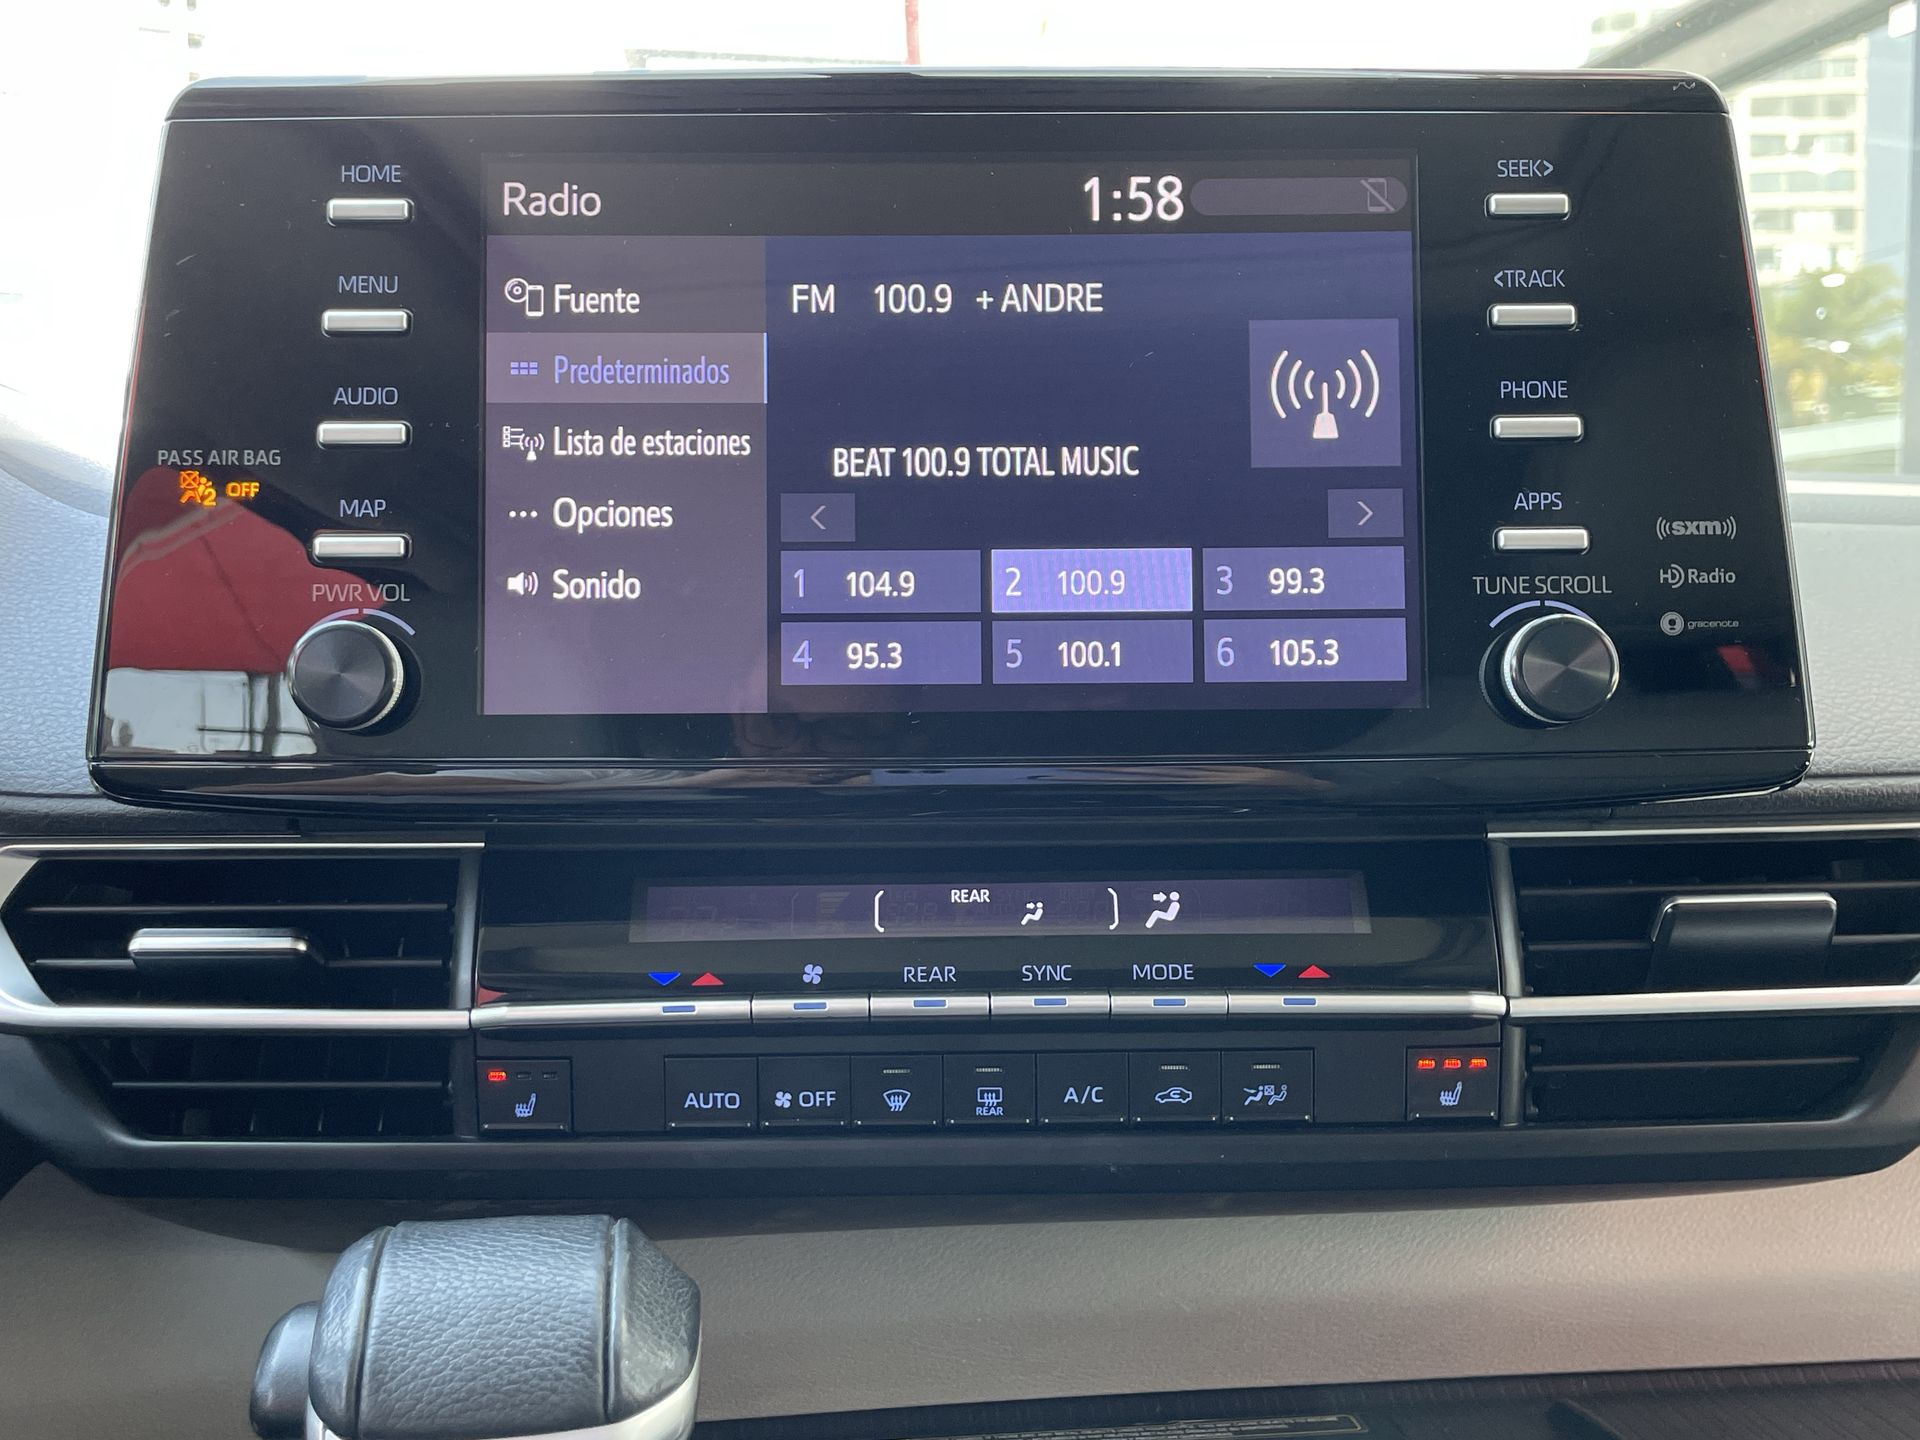 HOME
MENU
AUDIO
PASS AIR BAG
2 OFF
MAP
PWR VOL
Radio
1:58
Fuente
Predeterminados
Lista de estaciones
Opciones
Sonido
FM 100.9 + ANDRE
BEAT 100.9 TOTAL MUSIC
< >
1 104.9
2 100.9
3 99.3
4 95.3
5 100.1
6 105.3
SEEK>
<TRACK
PHONE
APPS
TUNE SCROLL
((sxm))
HD Radio
gracenote
REAR
REAR
SYNC
MODE
AUTO
OFF
REAR
A/C